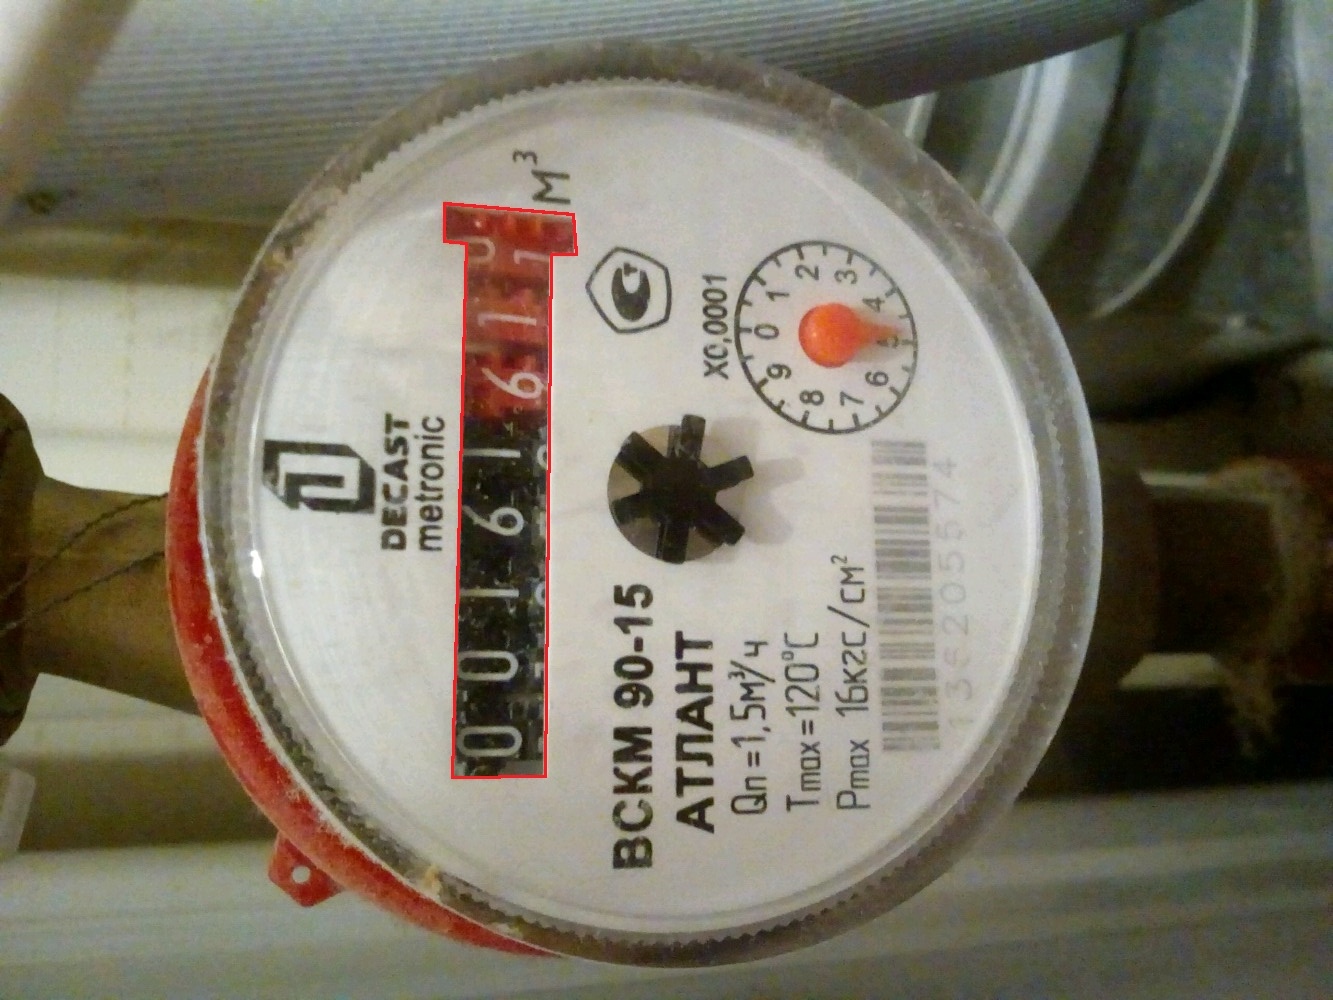 DECAST
metronic
00161611
М³
X0,0001
0 1 2 3 4 5 6 7 8 9
ВСКМ 90-15
АТЛАНТ
Qn=1,5м³/ч
Tmax=120°C
Pmax 16кгс/см²